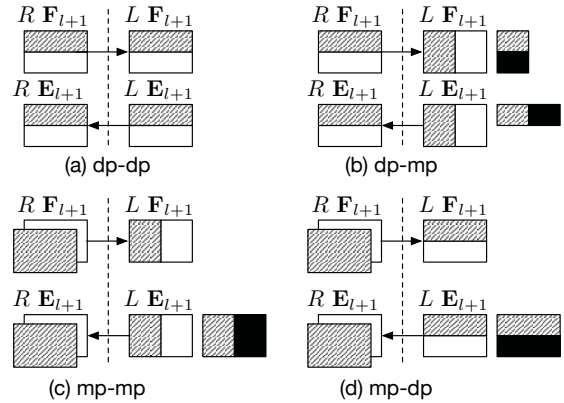 R F_{l+1} L F_{l+1}
R E_{l+1} L E_{l+1}
(a) dp-dp
R F_{l+1} L F_{l+1}
R E_{l+1} L E_{l+1}
(b) dp-mp
R F_{l+1} L F_{l+1}
R E_{l+1} L E_{l+1}
(c) mp-mp
R F_{l+1} L F_{l+1}
R E_{l+1} L E_{l+1}
(d) mp-dp